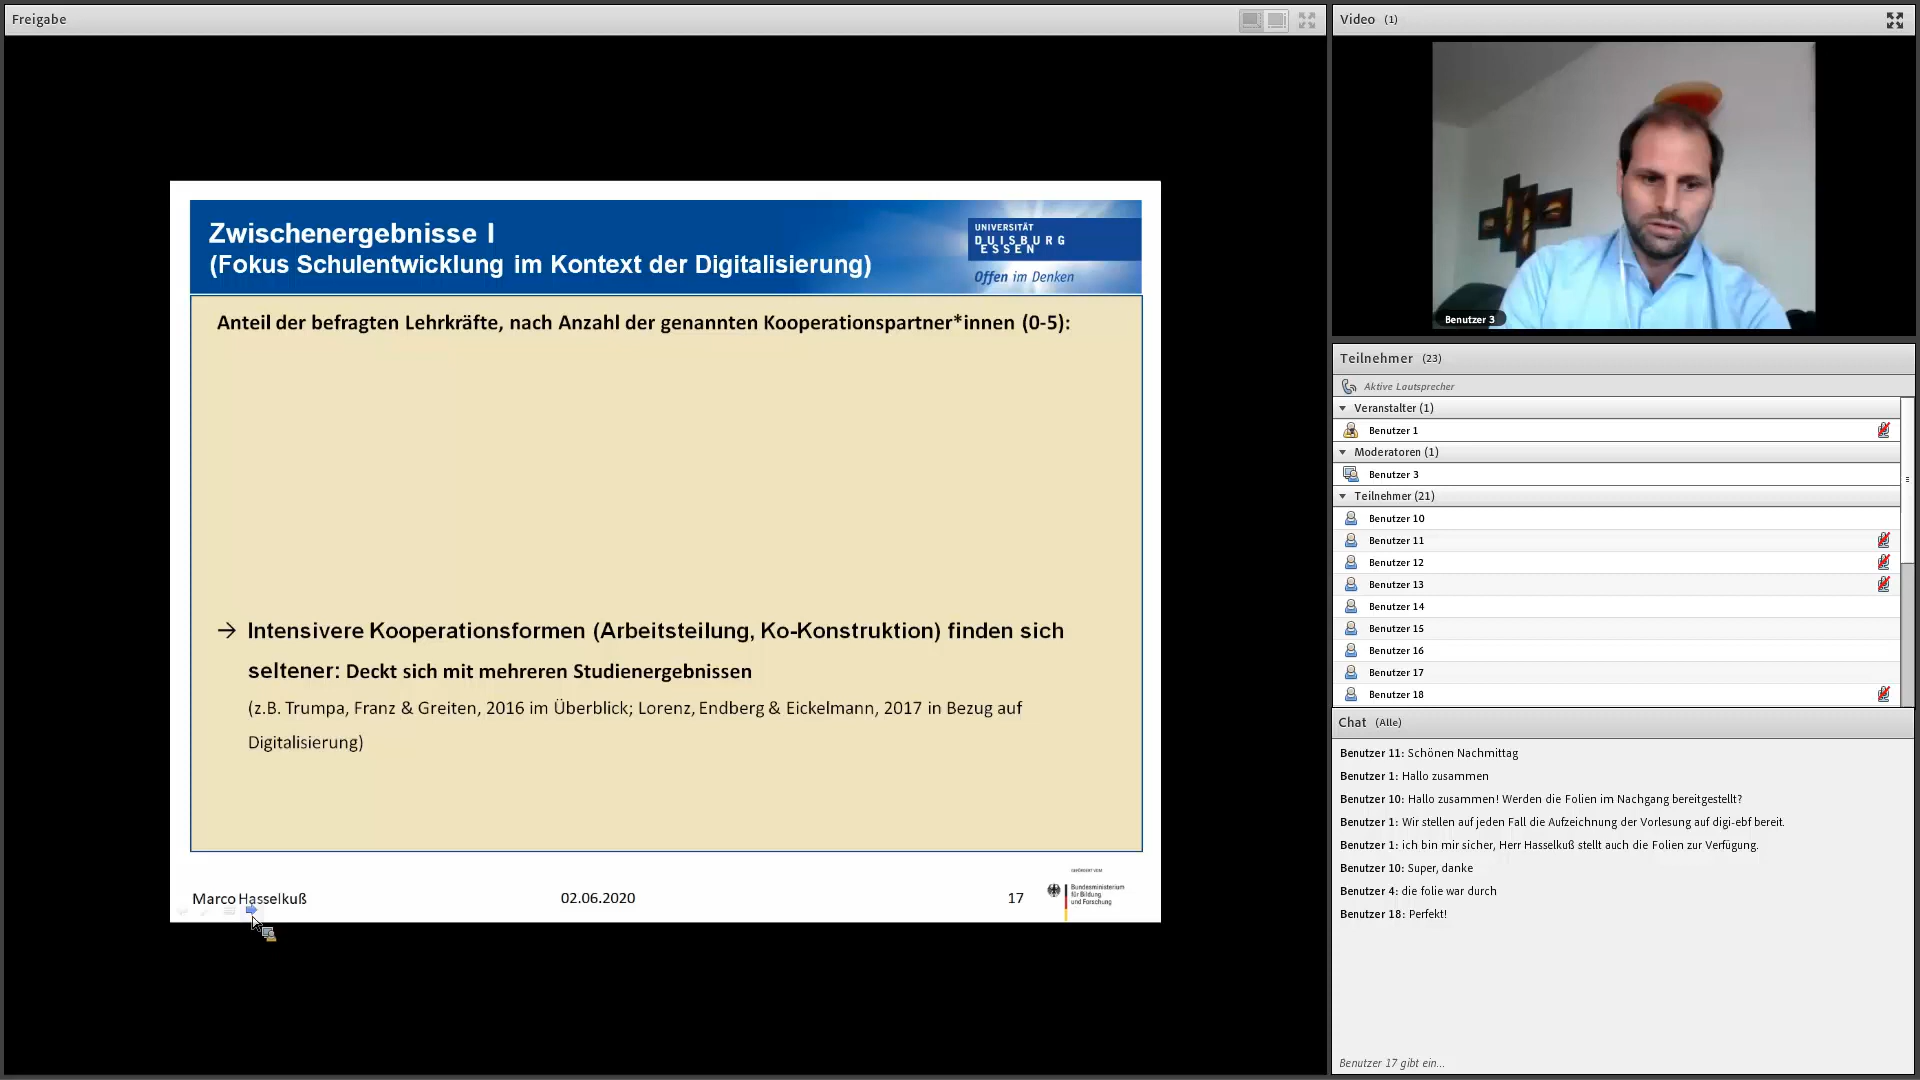 Freigabe
Zwischenergebnisse I
(Fokus Schulentwicklung im Kontext der Digitalisierung)
UNIVERSITÄT
DUISBURG
ESSEN
Offen im Denken
Anteil der befragten Lehrkräfte, nach Anzahl der genannten Kooperationspartner*innen (0-5):
→ Intensivere Kooperationsformen (Arbeitsteilung, Ko-Konstruktion) finden sich
seltener: Deckt sich mit mehreren Studienergebnissen
(z.B. Trumpa, Franz & Greiten, 2016 im Überblick; Lorenz, Endberg & Eickelmann, 2017 in Bezug auf
Digitalisierung)
Marco Hasselkuß
02.06.2020
17
GEFÖRDERT VOM
Bundesministerium
für Bildung
und Forschung
Video (1)
Benutzer 3
Teilnehmer (23)
Aktive Lautsprecher
Veranstalter (1)
Benutzer 1
Moderatoren (1)
Benutzer 3
Teilnehmer (21)
Benutzer 10
Benutzer 11
Benutzer 12
Benutzer 13
Benutzer 14
Benutzer 15
Benutzer 16
Benutzer 17
Benutzer 18
Chat (Alle)
Benutzer 11: Schönen Nachmittag
Benutzer 1: Hallo zusammen
Benutzer 10: Hallo zusammen! Werden die Folien im Nachgang bereitgestellt?
Benutzer 1: Wir stellen auf jeden Fall die Aufzeichnung der Vorlesung auf digi-ebf bereit.
Benutzer 1: ich bin mir sicher, Herr Hasselkuß stellt auch die Folien zur Verfügung.
Benutzer 10: Super, danke
Benutzer 4: die folie war durch
Benutzer 18: Perfekt!
Benutzer 17 gibt ein...